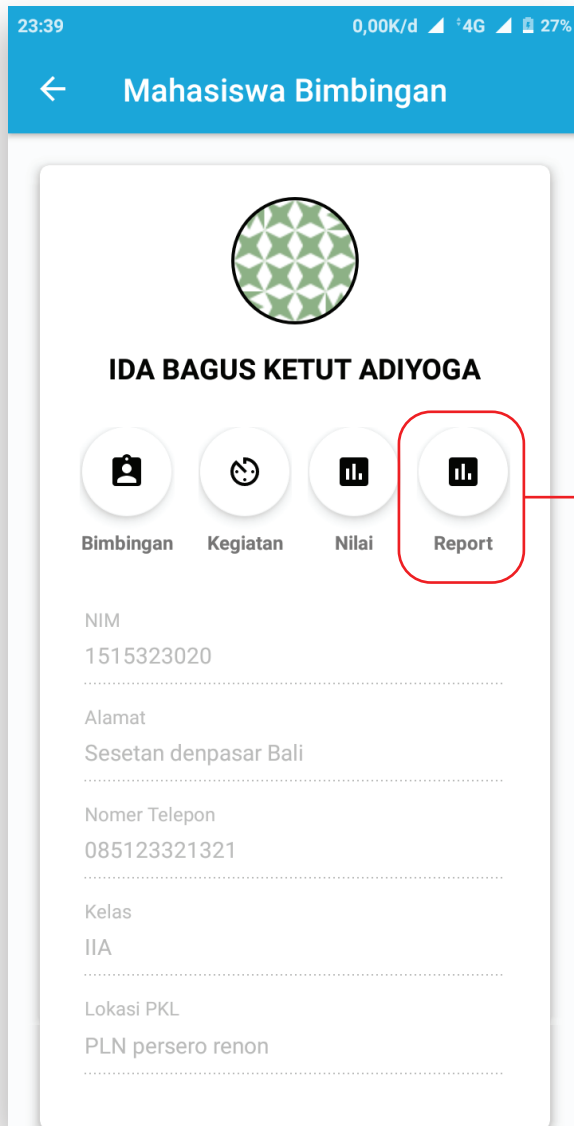 23:39 0,00K/d 4G 27%
Mahasiswa Bimbingan
IDA BAGUS KETUT ADIYOGA
Bimbingan Kegiatan Nilai Report
NIM
1515323020
Alamat
Sesetan denpasar Bali
Nomer Telepon
085123321321
Kelas
IIA
Lokasi PKL
PLN persero renon